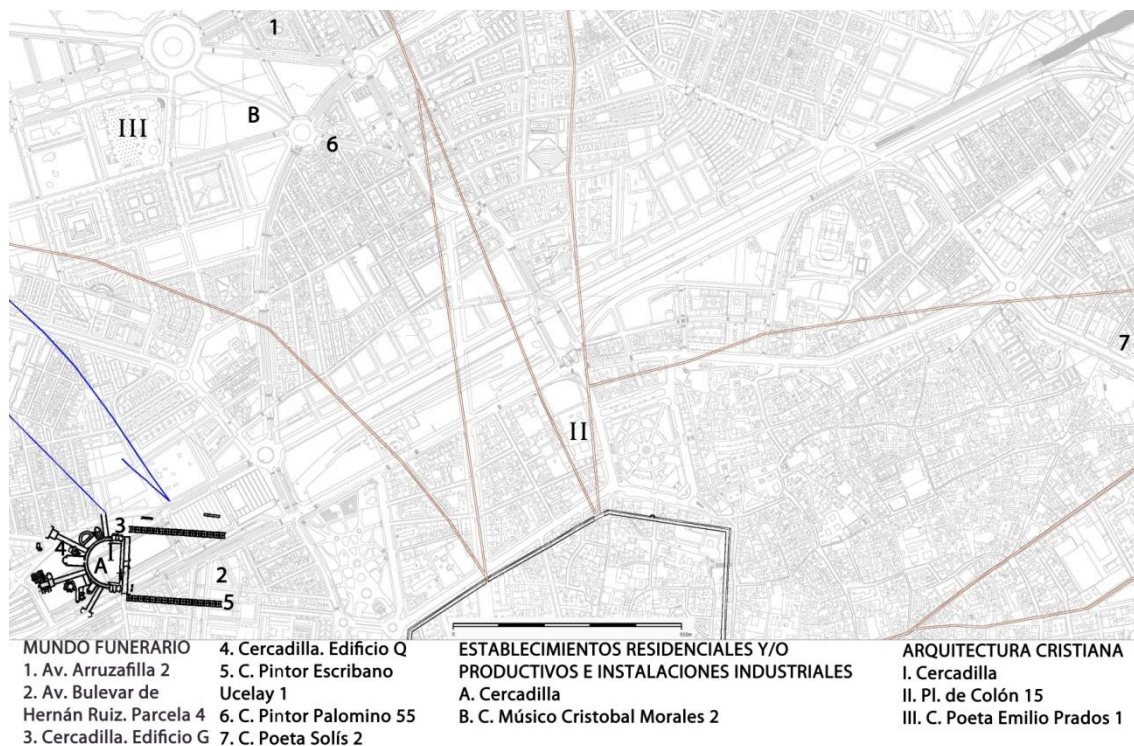 1
B
III
6
7
II
3
4
A
I
2
5
0
MUNDO FUNERARIO
1. Av. Arruzafilla 2
2. Av. Bulevar de
Hernán Ruiz. Parcela 4
3. Cercadilla. Edificio G
4. Cercadilla. Edificio Q
5. C. Pintor Escribano
Ucelay 1
6. C. Pintor Palomino 55
7. C. Poeta Solís 2
ESTABLECIMIENTOS RESIDENCIALES Y/O
PRODUCTIVOS E INSTALACIONES INDUSTRIALES
A. Cercadilla
B. C. Músico Cristobal Morales 2
ARQUITECTURA CRISTIANA
I. Cercadilla
II. Pl. de Colón 15
III. C. Poeta Emilio Prados 1